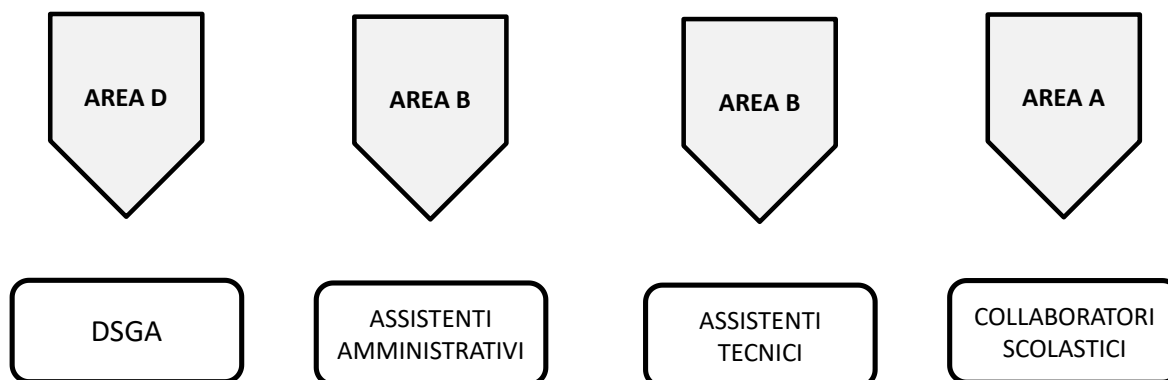 AREA D
AREA B
AREA B
AREA A
DSGA
ASSISTENTI
AMMINISTRATIVI
ASSISTENTI
TECNICI
COLLABORATORI
SCOLASTICI